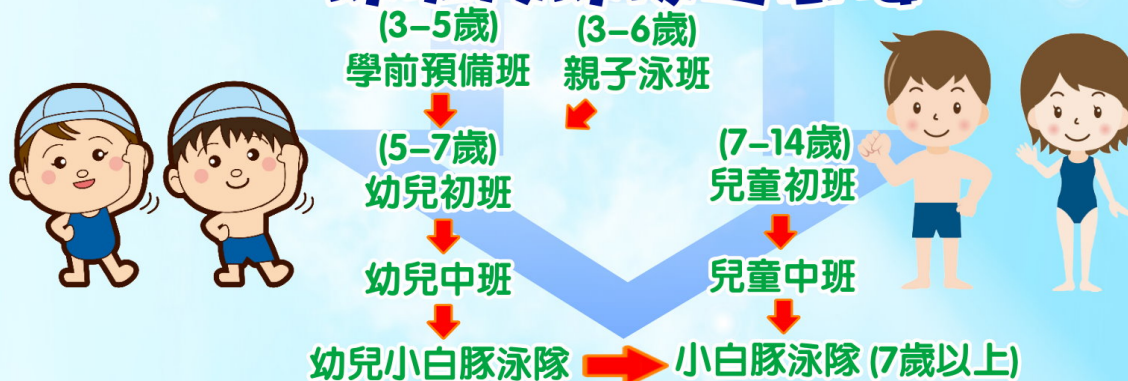 (3-5歲)
學前預備班
(3-6歲)
親子泳班
(5-7歲)
幼兒初班
(7-14歲)
兒童初班
幼兒中班
兒童中班
幼兒小白豚泳隊
小白豚泳隊(7歲以上)